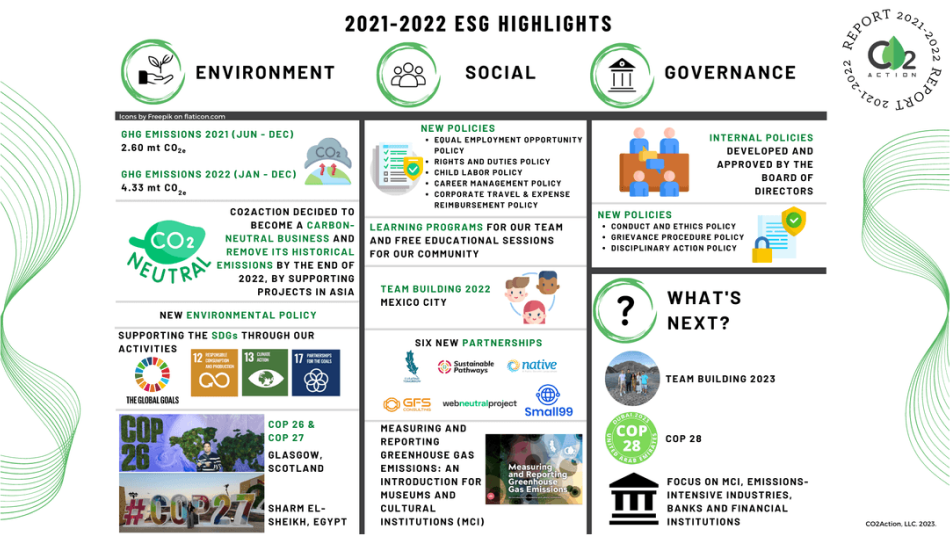 2021-2022 ESG HIGHLIGHTS
REPORT 2021-2022 REPORT 2021-2022
CO2
ACTION
ENVIRONMENT
SOCIAL
GOVERNANCE
Icons by Freepik on flaticon.com
GHG EMISSIONS 2021 (JUN - DEC)
2.60 mt CO2e
GHG EMISSIONS 2022 (JAN - DEC)
4.33 mt CO2e
CO2
CO2
NEUTRAL
CO2ACTION DECIDED TO
BECOME A CARBON-
NEUTRAL BUSINESS AND
REMOVE ITS HISTORICAL
EMISSIONS BY THE END OF
2022, BY SUPPORTING
PROJECTS IN ASIA
NEW ENVIRONMENTAL POLICY
SUPPORTING THE SDGs THROUGH OUR
ACTIVITIES
THE GLOBAL GOALS
12 RESPONSIBLE
CONSUMPTION
AND PRODUCTION
13 CLIMATE
ACTION
17 PARTNERSHIPS
FOR THE GOALS
COP
26
COP 26 &
COP 27
GLASGOW,
SCOTLAND
#COP27
SHARM EL-
SHEIKH, EGYPT
NEW POLICIES
• EQUAL EMPLOYMENT OPPORTUNITY
POLICY
• RIGHTS AND DUTIES POLICY
• CHILD LABOR POLICY
• CAREER MANAGEMENT POLICY
• CORPORATE TRAVEL & EXPENSE
REIMBURSEMENT POLICY
LEARNING PROGRAMS FOR OUR TEAM
AND FREE EDUCATIONAL SESSIONS
FOR OUR COMMUNITY
TEAM BUILDING 2022
MEXICO CITY
SIX NEW PARTNERSHIPS
Sustainable
Pathways
native
GFS
CONSULTING
webneutralproject
Small99
MEASURING AND
REPORTING
GREENHOUSE GAS
EMISSIONS: AN
INTRODUCTION FOR
MUSEUMS AND
CULTURAL
INSTITUTIONS (MCI)
Measuring
and Reporting
Greenhouse
Gas Emissions
INTERNAL POLICIES
DEVELOPED AND
APPROVED BY THE
BOARD OF
DIRECTORS
NEW POLICIES
• CONDUCT AND ETHICS POLICY
• GRIEVANCE PROCEDURE POLICY
• DISCIPLINARY ACTION POLICY
?
WHAT'S
NEXT?
TEAM BUILDING 2023
COP
28
COP 28
FOCUS ON MCI, EMISSIONS-
INTENSIVE INDUSTRIES,
BANKS AND FINANCIAL
INSTITUTIONS
CO2Action, LLC. 2023.